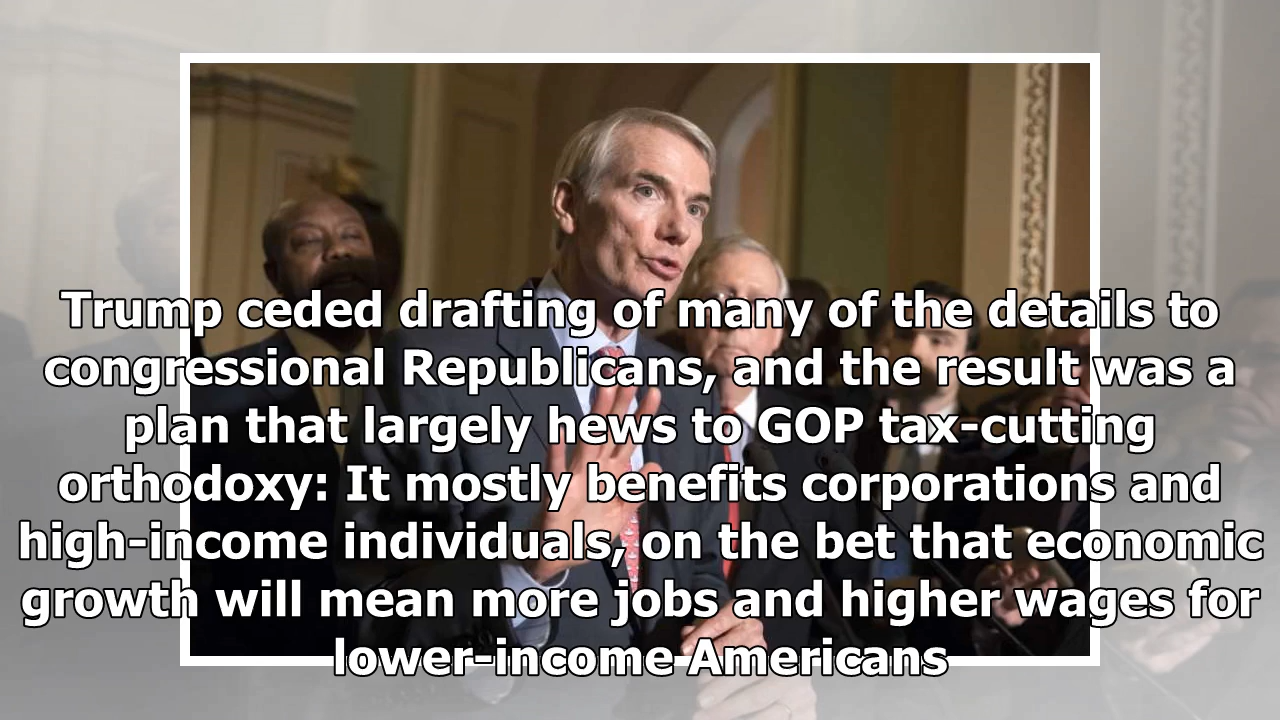 Trump ceded drafting of many of the details to
congressional Republicans, and the result was a
plan that largely hews to GOP tax-cutting
orthodoxy: It mostly benefits corporations and
high-income individuals, on the bet that economic
growth will mean more jobs and higher wages for
lower-income Americans